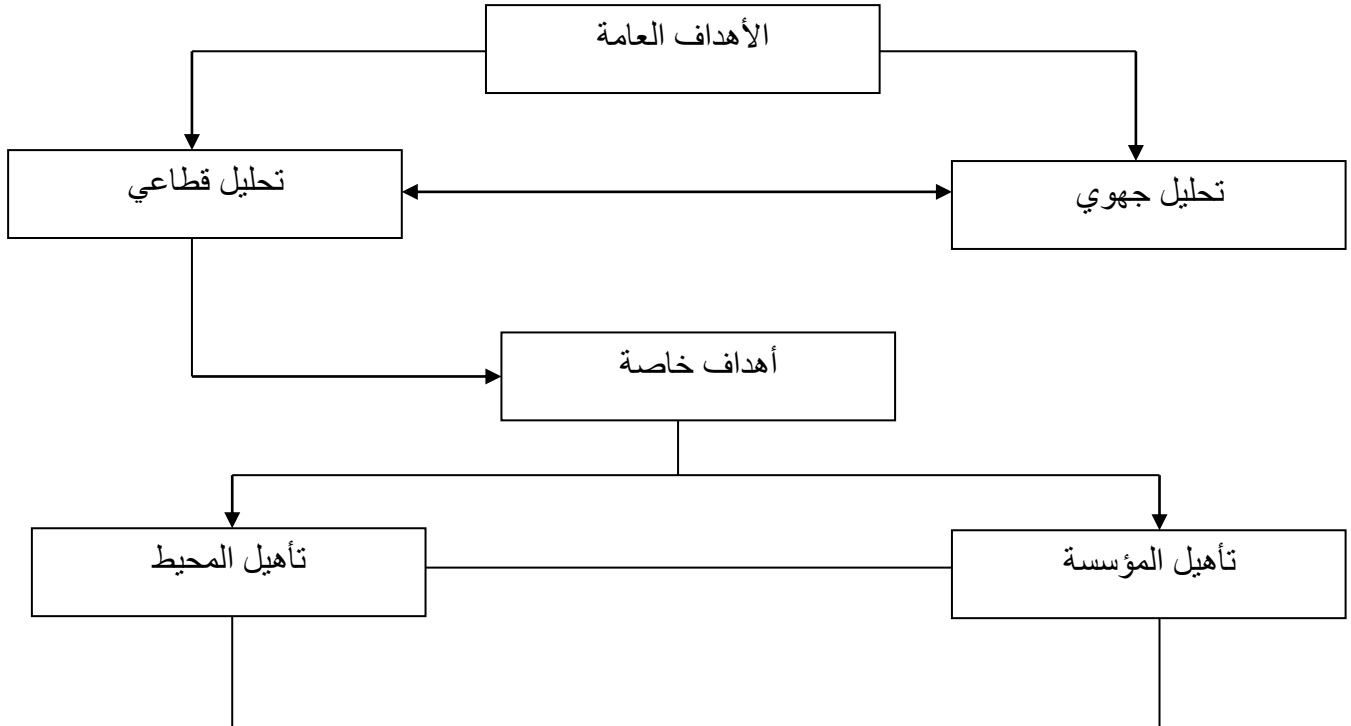 الأهداف العامة
تحليل جهوي
تحليل قطاعي
أهداف خاصة
تأهيل المؤسسة
تأهيل المحيط